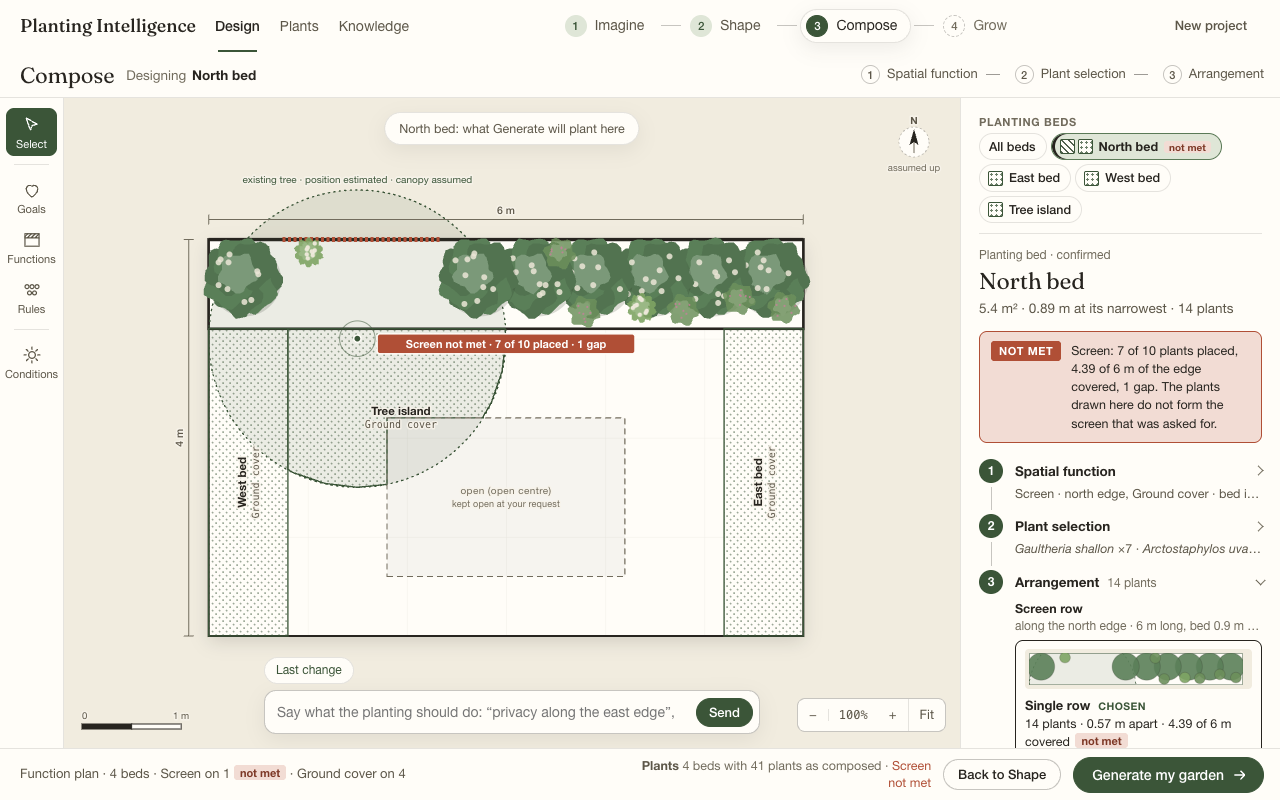 Planting Intelligence
Design
Plants
Knowledge
1 Imagine
2 Shape
3 Compose
4 Grow
New project
Compose
Designing North bed
1 Spatial function
2 Plant selection
3 Arrangement
Select
Goals
Functions
Rules
Conditions
North bed: what Generate will plant here
N
assumed up
existing tree · position estimated · canopy assumed
6 m
4 m
Screen not met · 7 of 10 placed · 1 gap
Tree island
Ground cover
West bed
Ground cover
open (open centre)
kept open at your request
East bed
Ground cover
Last change
Say what the planting should do: “privacy along the east edge”,
Send
0 1 m
− 100% + Fit
PLANTING BEDS
All beds
North bed not met
East bed
West bed
Tree island
Planting bed · confirmed
North bed
5.4 m² · 0.89 m at its narrowest · 14 plants
NOT MET
Screen: 7 of 10 plants placed,
4.39 of 6 m of the edge
covered, 1 gap. The plants
drawn here do not form the
screen that was asked for.
1 Spatial function
Screen · north edge, Ground cover · bed i…
2 Plant selection
Gaultheria shallon ×7 · Arctostaphylos uva…
3 Arrangement 14 plants
Screen row
along the north edge · 6 m long, bed 0.9 m …
Single row CHOSEN
14 plants · 0.57 m apart · 4.39 of 6 m
covered not met
Function plan · 4 beds · Screen on 1 not met · Ground cover on 4
Plants 4 beds with 41 plants as composed · Screen
not met
Back to Shape
Generate my garden →